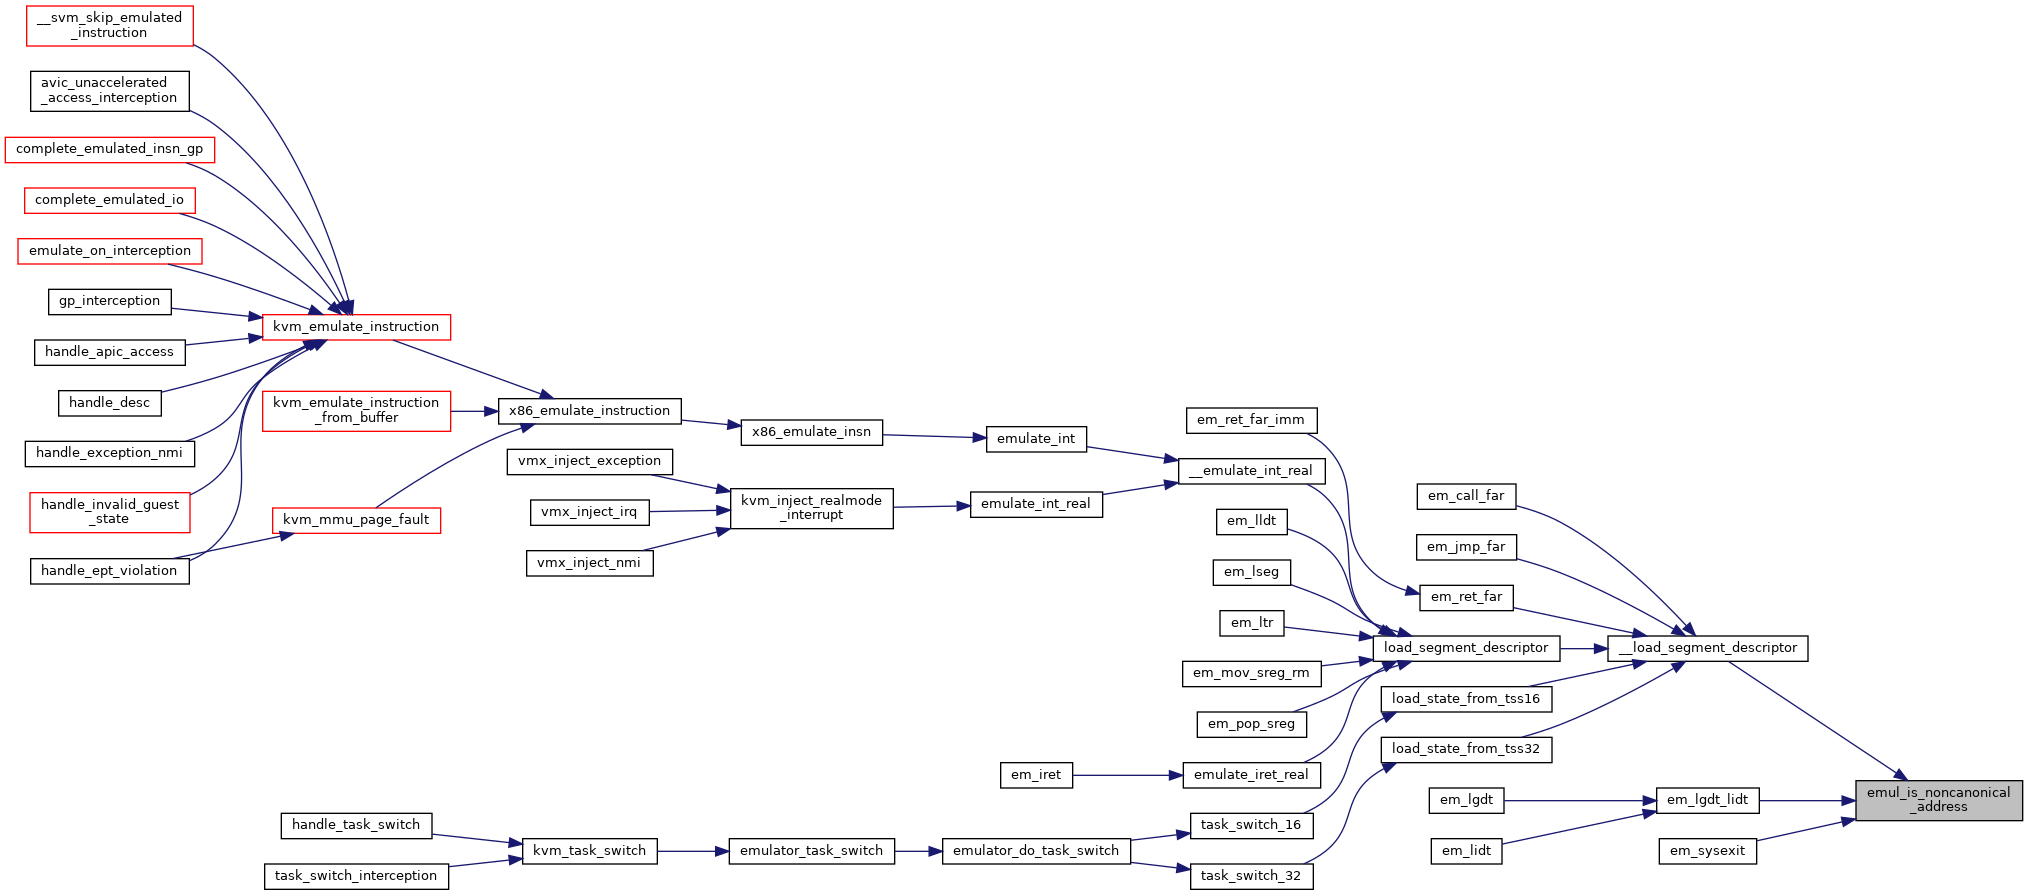 __svm_skip_emulated
_instruction
avic_unaccelerated
_access_interception
complete_emulated_insn_gp
complete_emulated_io
emulate_on_interception
gp_interception
handle_apic_access
handle_desc
handle_exception_nmi
handle_invalid_guest
_state
handle_ept_violation
kvm_emulate_instruction
kvm_emulate_instruction
_from_buffer
kvm_mmu_page_fault
x86_emulate_instruction
vmx_inject_exception
vmx_inject_irq
vmx_inject_nmi
x86_emulate_insn
kvm_inject_realmode
_interrupt
emulate_int
emulate_int_real
em_ret_far_imm
__emulate_int_real
em_lldt
em_lseg
em_ltr
em_mov_sreg_rm
em_pop_sreg
emulate_iret_real
em_iret
em_call_far
em_jmp_far
em_ret_far
load_segment_descriptor
load_state_from_tss16
load_state_from_tss32
__load_segment_descriptor
em_lgdt
em_lidt
em_lgdt_lidt
em_sysexit
emul_is_noncanonical
_address
handle_task_switch
task_switch_interception
kvm_task_switch
emulator_task_switch
emulator_do_task_switch
task_switch_16
task_switch_32